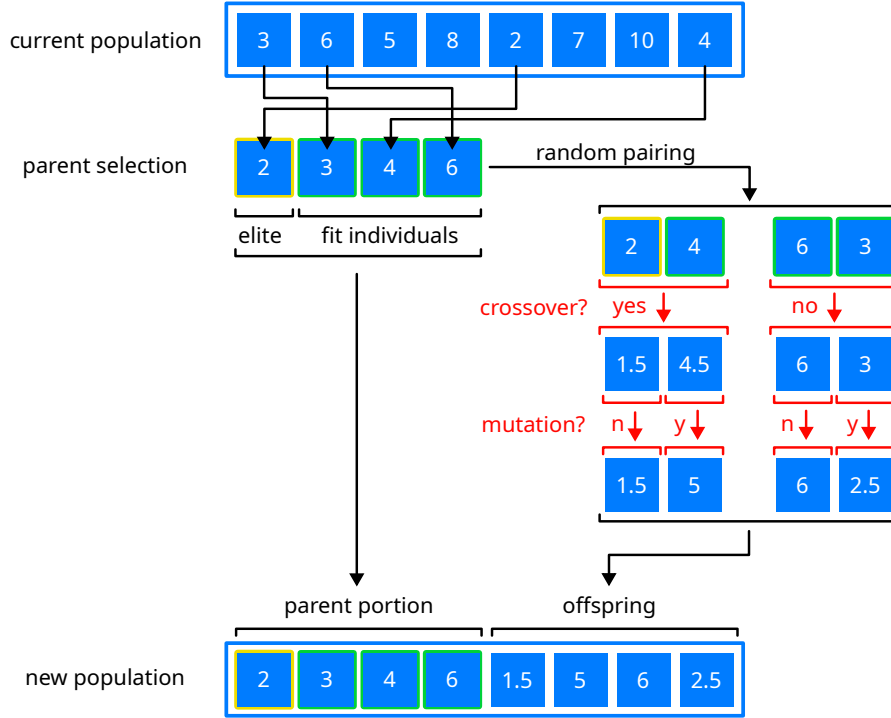 current population 3 6 5 8 2 7 10 4
parent selection 2 3 4 6 random pairing
elite fit individuals
2 4 6 3
crossover? yes no
1.5 4.5 6 3
mutation? n y n y
1.5 5 6 2.5
parent portion offspring
new population 2 3 4 6 1.5 5 6 2.5